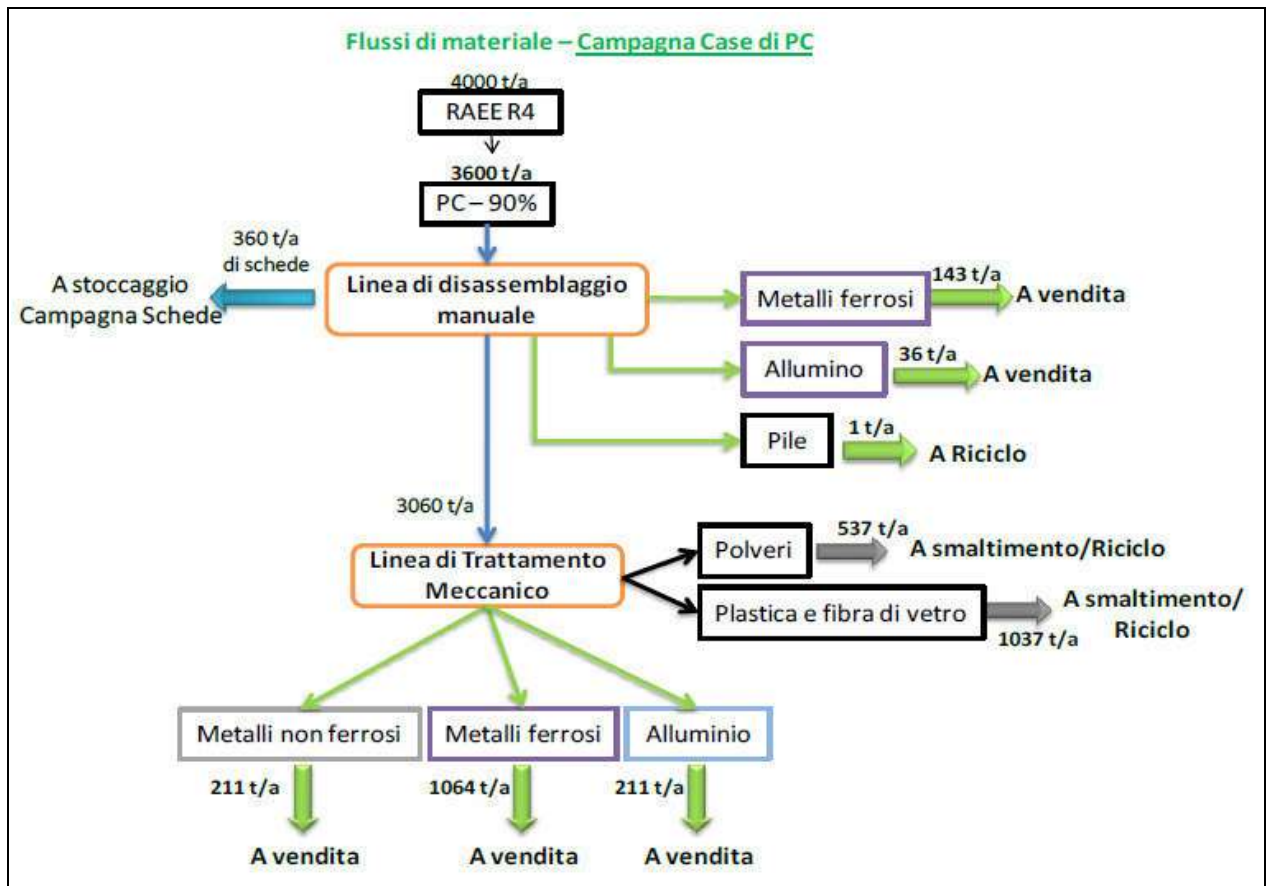 Flussi di materiale – Campagna Case di PC
4000 t/a
RAEE R4
3600 t/a
PC – 90%
360 t/a
di schede
A stoccaggio
Campagna Schede
Linea di disassemblaggio
manuale
Metalli ferrosi
143 t/a
A vendita
Allumino
36 t/a
A vendita
Pile
1 t/a
A Riciclo
3060 t/a
Linea di Trattamento
Meccanico
Polveri
537 t/a
A smaltimento/Riciclo
Plastica e fibra di vetro
1037 t/a
A smaltimento/
Riciclo
Metalli non ferrosi
Metalli ferrosi
Alluminio
211 t/a
1064 t/a
211 t/a
A vendita
A vendita
A vendita